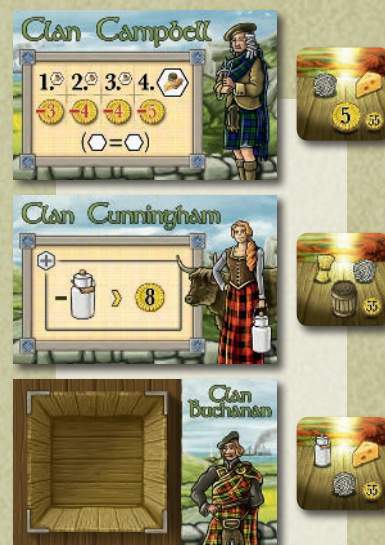 Clan Campbell
1. 2. 3. 4.
-3 -4 -4 -5
(⬡=⬡)
5
Clan Cunningham
+
- 8
Clan
Buchanan